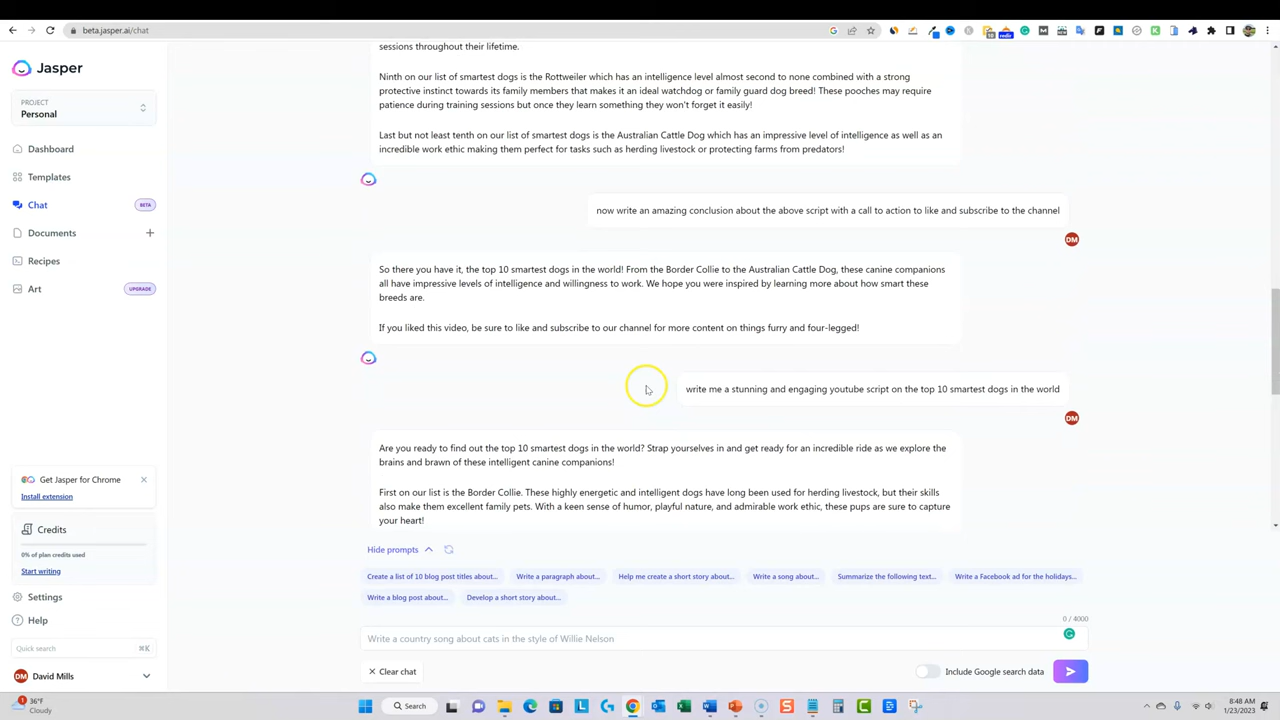 beta.jasper.ai/chat
Jasper
PROJECT
Personal
Dashboard
Templates
Chat
BETA
Documents
Recipes
Art
UPGRADE
Get Jasper for Chrome
Install extension
Credits
0% of plan credits used
Start writing
Settings
Help
Quick search
⌘K
DM
David Mills
sessions throughout their lifetime.
Ninth on our list of smartest dogs is the Rottweiler which has an intelligence level almost second to none combined with a strong
protective instinct towards its family members that makes it an ideal watchdog or family guard dog breed! These pooches may require
patience during training sessions but once they learn something they won't forget it easily!
Last but not least tenth on our list of smartest dogs is the Australian Cattle Dog which has an impressive level of intelligence as well as an
incredible work ethic making them perfect for tasks such as herding livestock or protecting farms from predators!
now write an amazing conclusion about the above script with a call to action to like and subscribe to the channel
DM
So there you have it, the top 10 smartest dogs in the world! From the Border Collie to the Australian Cattle Dog, these canine companions
all have impressive levels of intelligence and willingness to work. We hope you were inspired by learning more about how smart these
breeds are.
If you liked this video, be sure to like and subscribe to our channel for more content on things furry and four-legged!
write me a stunning and engaging youtube script on the top 10 smartest dogs in the world
DM
Are you ready to find out the top 10 smartest dogs in the world? Strap yourselves in and get ready for an incredible ride as we explore the
brains and brawn of these intelligent canine companions!
First on our list is the Border Collie. These highly energetic and intelligent dogs have long been used for herding livestock, but their skills
also make them excellent family pets. With a keen sense of humor, playful nature, and admirable work ethic, these pups are sure to capture
your heart!
Hide prompts
Create a list of 10 blog post titles about... Write a paragraph about... Help me create a short story about... Write a song about... Summarize the following text... Write a Facebook ad for the holidays...
Write a blog post about... Develop a short story about...
0 / 4000
Write a country song about cats in the style of Willie Nelson
Clear chat
Include Google search data
36°F
Cloudy
Search
8:48 AM
1/23/2023